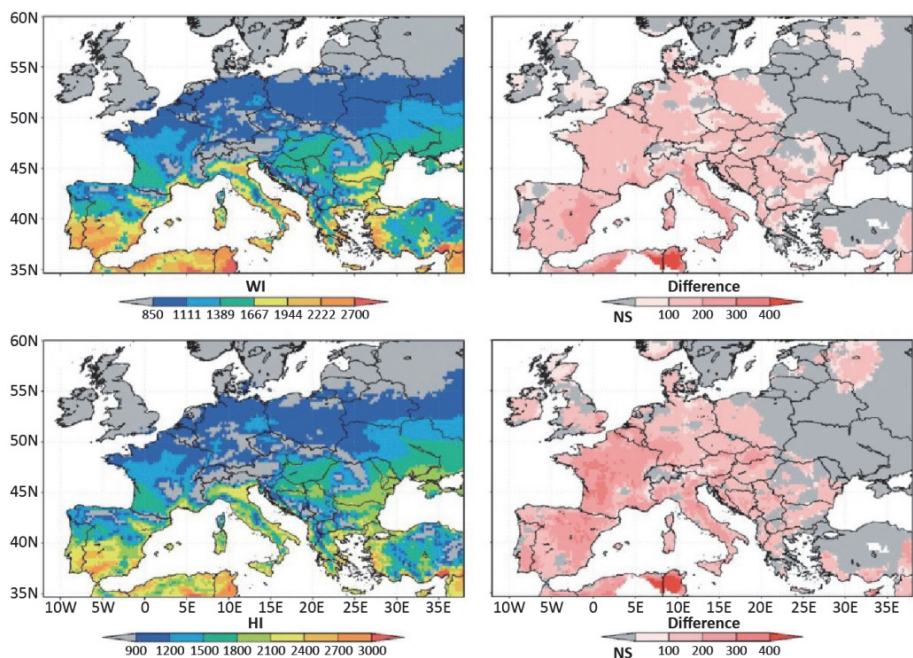 60N
55N
50N
45N
40N
35N
WI
Difference
850 1111 1389 1667 1944 2222 2700
NS 100 200 300 400
60N
55N
50N
45N
40N
35N
10W 5W 0 5E 10E 15E 20E 25E 30E 35E
10W 5W 0 5E 10E 15E 20E 25E 30E 35E
HI
Difference
900 1200 1500 1800 2100 2400 2700 3000
NS 100 200 300 400